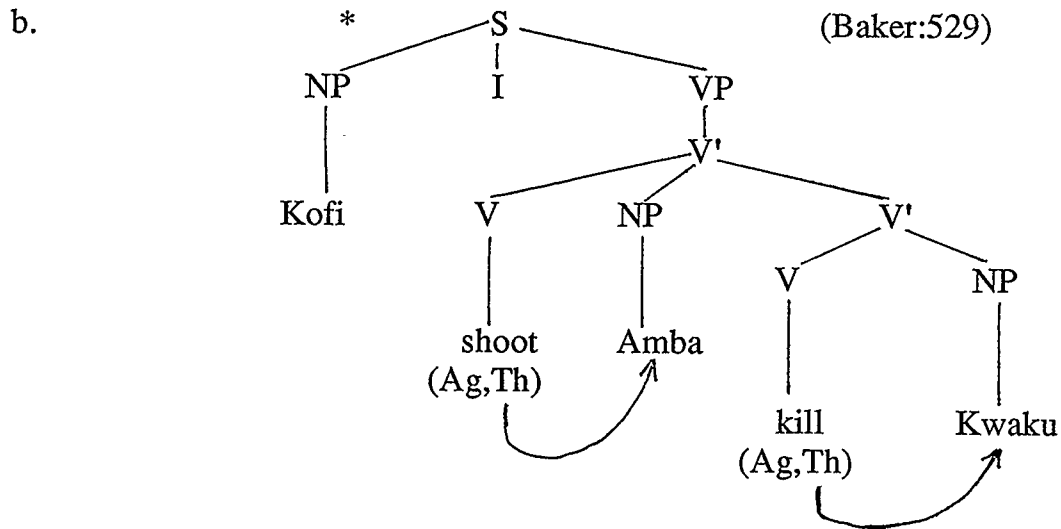 b. * S (Baker:529)
NP I VP
V'
Kofi V NP V'
V NP
shoot Amba
(Ag,Th)
kill Kwaku
(Ag,Th)